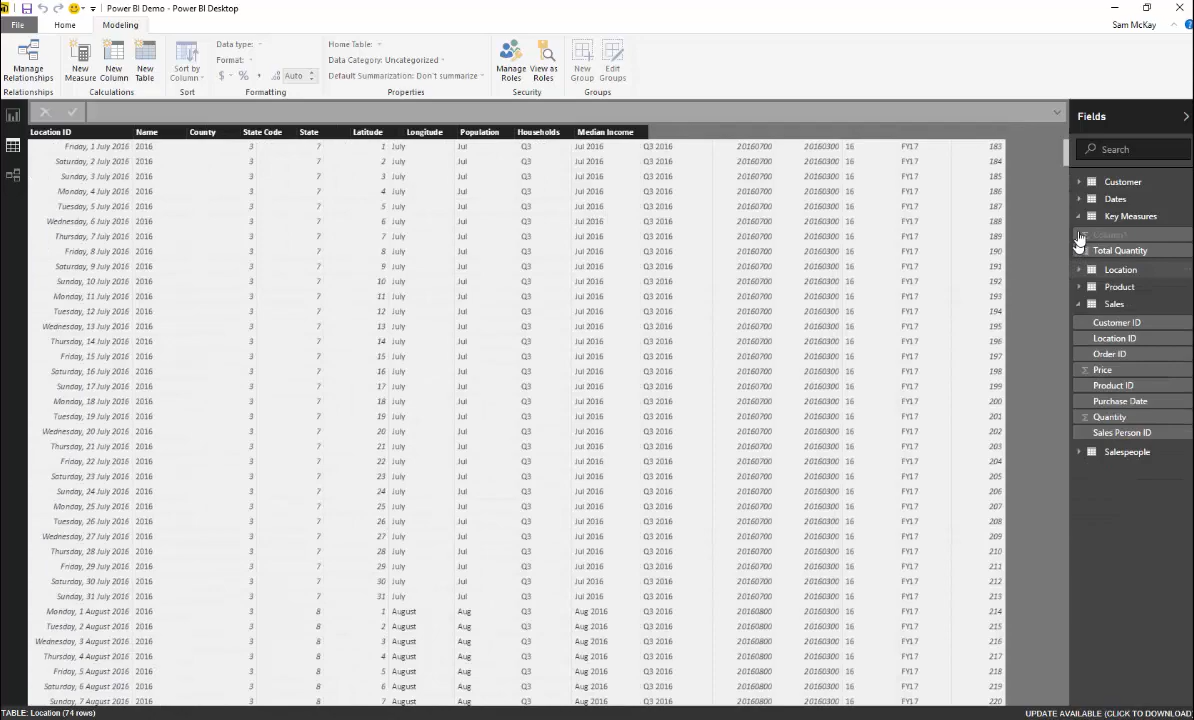 Power BI Demo - Power BI Desktop
File Home Modeling Sam McKay
Manage Relationships
New Measure
New Column
New Table
Sort by Column
Data type:
Format:
$ % , Auto
Home Table:
Data Category: Uncategorized
Default Summarization: Don't summarize
Manage Roles
View as Roles
New Group
Edit Groups
Relationships Calculations Sort Formatting Properties Security Groups
Location ID Name County State Code State Latitude Longitude Population Households Median Income
Friday, 1 July 2016 2016 3 7 1 July Jul Q3 Jul 2016 Q3 2016 20160700 20160300 16 FY17 183
Saturday, 2 July 2016 2016 3 7 2 July Jul Q3 Jul 2016 Q3 2016 20160700 20160300 16 FY17 184
Sunday, 3 July 2016 2016 3 7 3 July Jul Q3 Jul 2016 Q3 2016 20160700 20160300 16 FY17 185
Monday, 4 July 2016 2016 3 7 4 July Jul Q3 Jul 2016 Q3 2016 20160700 20160300 16 FY17 186
Tuesday, 5 July 2016 2016 3 7 5 July Jul Q3 Jul 2016 Q3 2016 20160700 20160300 16 FY17 187
Wednesday, 6 July 2016 2016 3 7 6 July Jul Q3 Jul 2016 Q3 2016 20160700 20160300 16 FY17 188
Thursday, 7 July 2016 2016 3 7 7 July Jul Q3 Jul 2016 Q3 2016 20160700 20160300 16 FY17 189
Friday, 8 July 2016 2016 3 7 8 July Jul Q3 Jul 2016 Q3 2016 20160700 20160300 16 FY17 190
Saturday, 9 July 2016 2016 3 7 9 July Jul Q3 Jul 2016 Q3 2016 20160700 20160300 16 FY17 191
Sunday, 10 July 2016 2016 3 7 10 July Jul Q3 Jul 2016 Q3 2016 20160700 20160300 16 FY17 192
Monday, 11 July 2016 2016 3 7 11 July Jul Q3 Jul 2016 Q3 2016 20160700 20160300 16 FY17 193
Tuesday, 12 July 2016 2016 3 7 12 July Jul Q3 Jul 2016 Q3 2016 20160700 20160300 16 FY17 194
Wednesday, 13 July 2016 2016 3 7 13 July Jul Q3 Jul 2016 Q3 2016 20160700 20160300 16 FY17 195
Thursday, 14 July 2016 2016 3 7 14 July Jul Q3 Jul 2016 Q3 2016 20160700 20160300 16 FY17 196
Friday, 15 July 2016 2016 3 7 15 July Jul Q3 Jul 2016 Q3 2016 20160700 20160300 16 FY17 197
Saturday, 16 July 2016 2016 3 7 16 July Jul Q3 Jul 2016 Q3 2016 20160700 20160300 16 FY17 198
Sunday, 17 July 2016 2016 3 7 17 July Jul Q3 Jul 2016 Q3 2016 20160700 20160300 16 FY17 199
Monday, 18 July 2016 2016 3 7 18 July Jul Q3 Jul 2016 Q3 2016 20160700 20160300 16 FY17 200
Tuesday, 19 July 2016 2016 3 7 19 July Jul Q3 Jul 2016 Q3 2016 20160700 20160300 16 FY17 201
Wednesday, 20 July 2016 2016 3 7 20 July Jul Q3 Jul 2016 Q3 2016 20160700 20160300 16 FY17 202
Thursday, 21 July 2016 2016 3 7 21 July Jul Q3 Jul 2016 Q3 2016 20160700 20160300 16 FY17 203
Friday, 22 July 2016 2016 3 7 22 July Jul Q3 Jul 2016 Q3 2016 20160700 20160300 16 FY17 204
Saturday, 23 July 2016 2016 3 7 23 July Jul Q3 Jul 2016 Q3 2016 20160700 20160300 16 FY17 205
Sunday, 24 July 2016 2016 3 7 24 July Jul Q3 Jul 2016 Q3 2016 20160700 20160300 16 FY17 206
Monday, 25 July 2016 2016 3 7 25 July Jul Q3 Jul 2016 Q3 2016 20160700 20160300 16 FY17 207
Tuesday, 26 July 2016 2016 3 7 26 July Jul Q3 Jul 2016 Q3 2016 20160700 20160300 16 FY17 208
Wednesday, 27 July 2016 2016 3 7 27 July Jul Q3 Jul 2016 Q3 2016 20160700 20160300 16 FY17 209
Thursday, 28 July 2016 2016 3 7 28 July Jul Q3 Jul 2016 Q3 2016 20160700 20160300 16 FY17 210
Friday, 29 July 2016 2016 3 7 29 July Jul Q3 Jul 2016 Q3 2016 20160700 20160300 16 FY17 211
Saturday, 30 July 2016 2016 3 7 30 July Jul Q3 Jul 2016 Q3 2016 20160700 20160300 16 FY17 212
Sunday, 31 July 2016 2016 3 7 31 July Jul Q3 Jul 2016 Q3 2016 20160700 20160300 16 FY17 213
Monday, 1 August 2016 2016 3 8 1 August Aug Q3 Aug 2016 Q3 2016 20160800 20160300 16 FY17 214
Tuesday, 2 August 2016 2016 3 8 2 August Aug Q3 Aug 2016 Q3 2016 20160800 20160300 16 FY17 215
Wednesday, 3 August 2016 2016 3 8 3 August Aug Q3 Aug 2016 Q3 2016 20160800 20160300 16 FY17 216
Thursday, 4 August 2016 2016 3 8 4 August Aug Q3 Aug 2016 Q3 2016 20160800 20160300 16 FY17 217
Friday, 5 August 2016 2016 3 8 5 August Aug Q3 Aug 2016 Q3 2016 20160800 20160300 16 FY17 218
Saturday, 6 August 2016 2016 3 8 6 August Aug Q3 Aug 2016 Q3 2016 20160800 20160300 16 FY17 219
Sunday, 7 August 2016 2016 3 8 7 August Aug Q3 Aug 2016 Q3 2016 20160800 20160300 16 FY17 220
Fields
Search
Customer
Dates
Key Measures
Column1
Total Quantity
Location
Product
Sales
Customer ID
Location ID
Order ID
Price
Product ID
Purchase Date
Quantity
Sales Person ID
Salespeople
TABLE: Location (74 rows)
UPDATE AVAILABLE (CLICK TO DOWNLOAD)